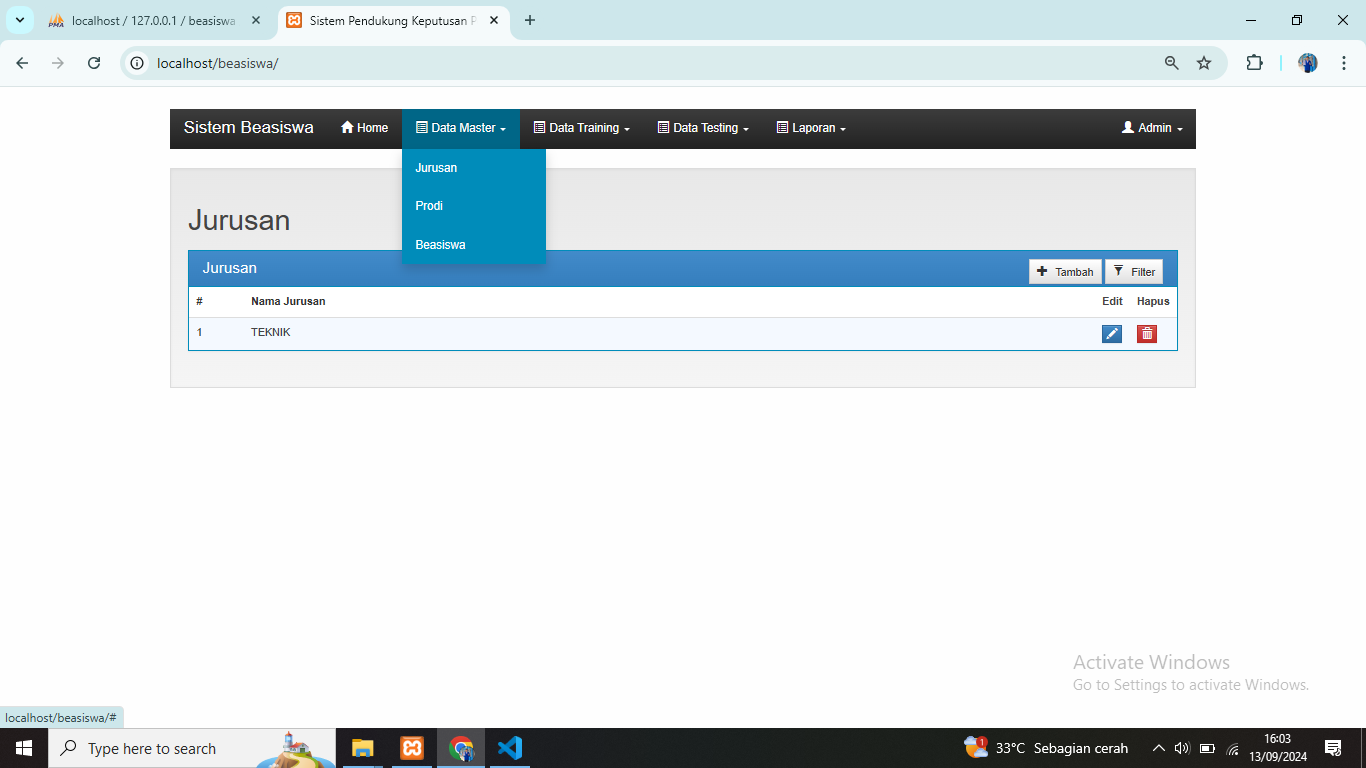 localhost / 127.0.0.1 / beasiswa
Sistem Pendukung Keputusan P
localhost/beasiswa/
Sistem Beasiswa Home Data Master Data Training Data Testing Laporan Admin
Jurusan
Prodi
Beasiswa
Jurusan
Jurusan Tambah Filter
# Nama Jurusan Edit Hapus
1 TEKNIK
Activate Windows
Go to Settings to activate Windows.
localhost/beasiswa/#
Type here to search
1 33°C Sebagian cerah
16:03
13/09/2024